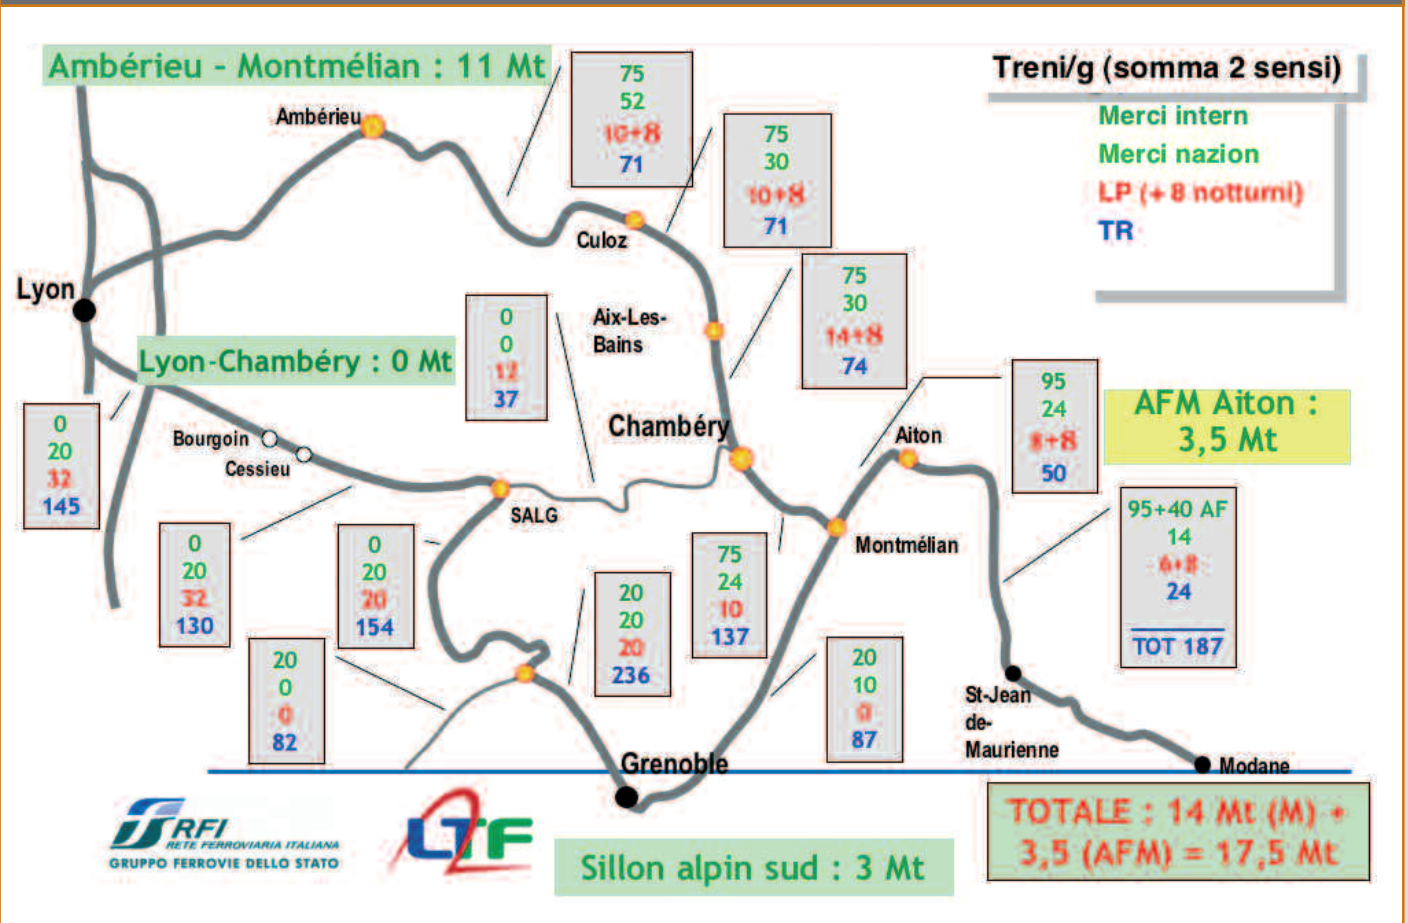 Ambérieu – Montmélian : 11 Mt
Treni/g (somma 2 sensi)
Merci intern
Merci nazion
LP (+ 8 notturni)
TR
75
52
10+8
71
75
30
10+8
71
75
30
14+8
74
Ambérieu
Culoz
Lyon
Aix-Les-
Bains
0
0
12
37
Lyon-Chambéry : 0 Mt
95
24
8+8
50
AFM Aiton :
3,5 Mt
Chambéry
Aiton
0
20
32
145
Bourgoin
Cessieu
SALG
Montmélian
95+40 AF
14
6+8
24
TOT 187
0
20
32
130
0
20
20
154
75
24
10
137
20
20
20
236
20
0
0
82
20
10
0
87
St-Jean
de-
Maurienne
Grenoble
Modane
RFI
RETE FERROVIARIA ITALIANA
GRUPPO FERROVIE DELLO STATO
LTF
Sillon alpin sud : 3 Mt
TOTALE : 14 Mt (M) +
3,5 (AFM) = 17,5 Mt